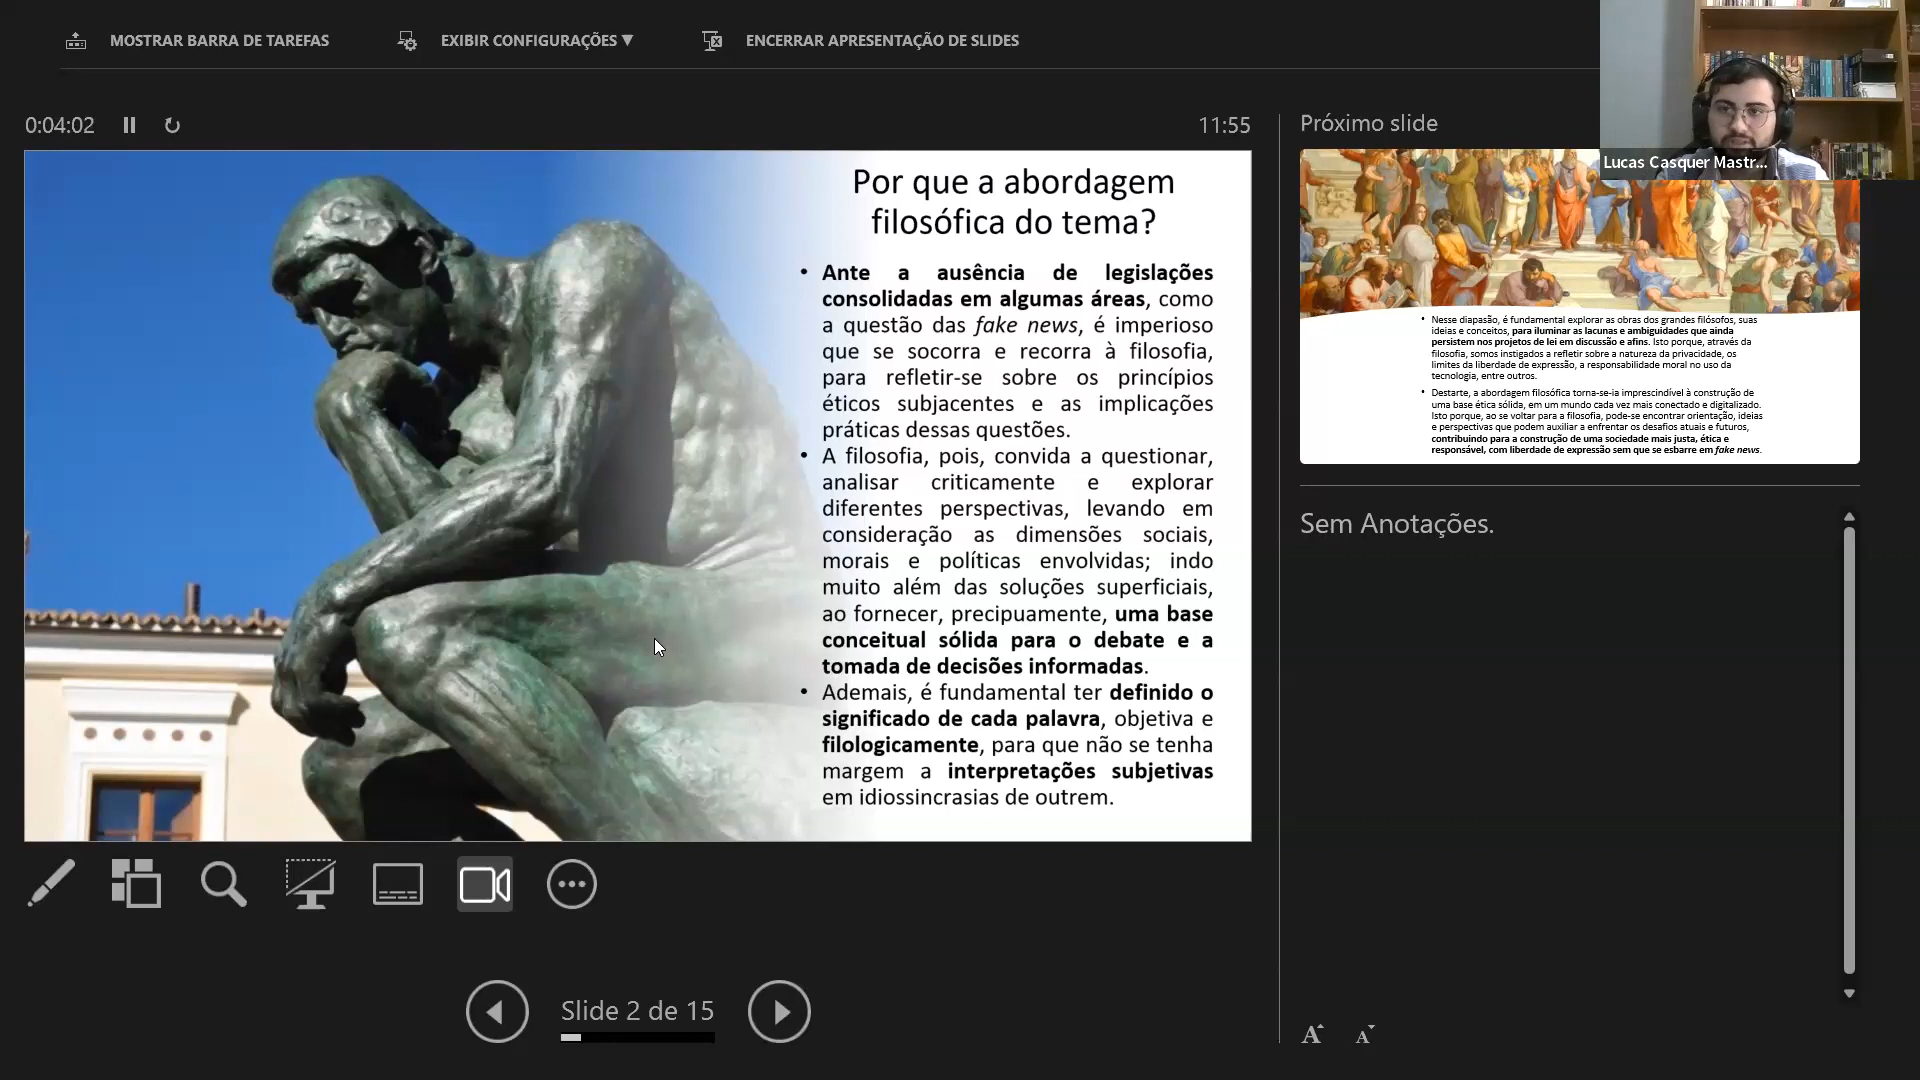 MOSTRAR BARRA DE TAREFAS
EXIBIR CONFIGURAÇÕES ▼
ENCERRAR APRESENTAÇÃO DE SLIDES
0:04:02
11:55
Por que a abordagem
filosófica do tema?
• Ante a ausência de legislações
consolidadas em algumas áreas, como
a questão das fake news, é imperioso
que se socorra e recorra à filosofia,
para refletir-se sobre os princípios
éticos subjacentes e as implicações
práticas dessas questões.
• A filosofia, pois, convida a questionar,
analisar criticamente e explorar
diferentes perspectivas, levando em
consideração as dimensões sociais,
morais e políticas envolvidas; indo
muito além das soluções superficiais,
ao fornecer, precipuamente, uma base
conceitual sólida para o debate e a
tomada de decisões informadas.
• Ademais, é fundamental ter definido o
significado de cada palavra, objetiva e
filologicamente, para que não se tenha
margem a interpretações subjetivas
em idiossincrasias de outrem.
Slide 2 de 15
Próximo slide
Lucas Casquer Mastr...
• Nesse diapasão, é fundamental explorar as obras dos grandes filósofos, suas
ideias e conceitos, para iluminar as lacunas e ambiguidades que ainda
persistem nos projetos de lei em discussão e afins. Isto porque, através da
filosofia, somos instigados a refletir sobre a natureza da privacidade, os
limites da liberdade de expressão, a responsabilidade moral no uso da
tecnologia, entre outros.
• Destarte, a abordagem filosófica torna-se-ia imprescindível à construção de
uma base ética sólida, em um mundo cada vez mais conectado e digitalizado.
Isto porque, ao se voltar para a filosofia, pode-se encontrar orientação, ideias
e perspectivas que podem auxiliar a enfrentar os desafios atuais e futuros,
contribuindo para a construção de uma sociedade mais justa, ética e
responsável, com liberdade de expressão sem que se esbarre em fake news.
Sem Anotações.
A A